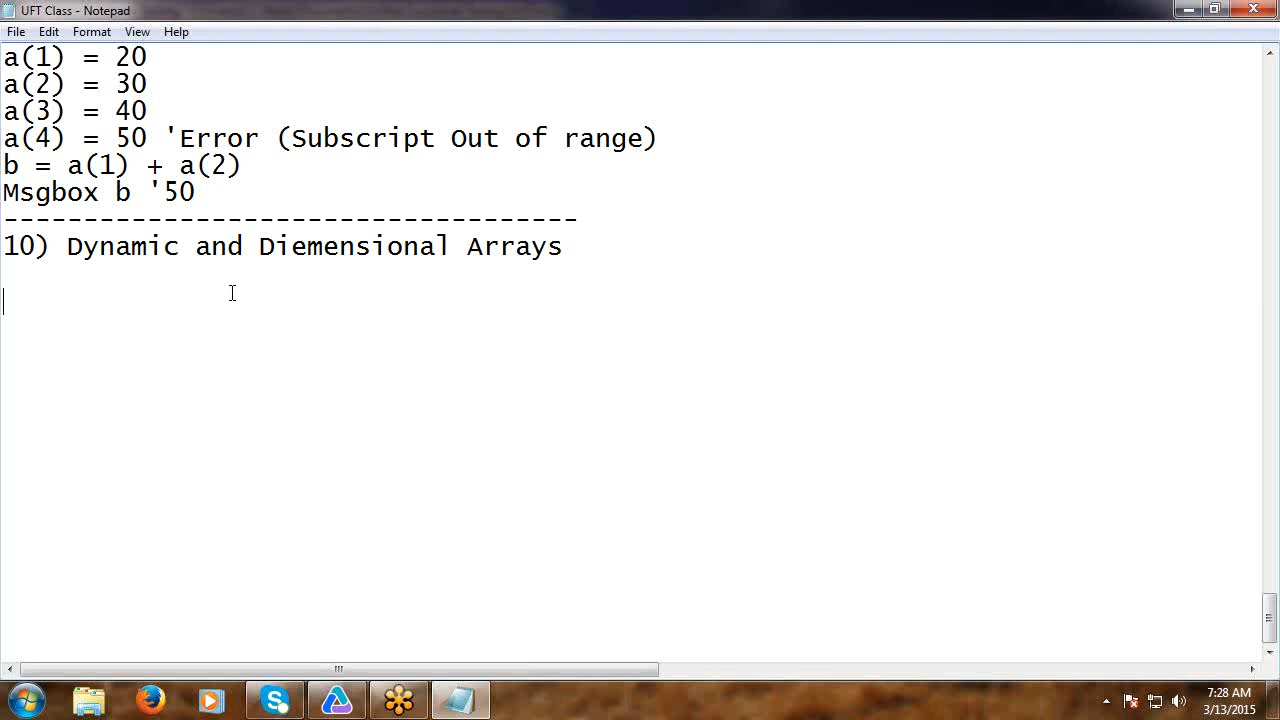 UFT Class - Notepad
File Edit Format View Help
a(1) = 20
a(2) = 30
a(3) = 40
a(4) = 50 'Error (Subscript Out of range)
b = a(1) + a(2)
Msgbox b '50
------------------------------------
10) Dynamic and Diemensional Arrays
7:28 AM
3/13/2015